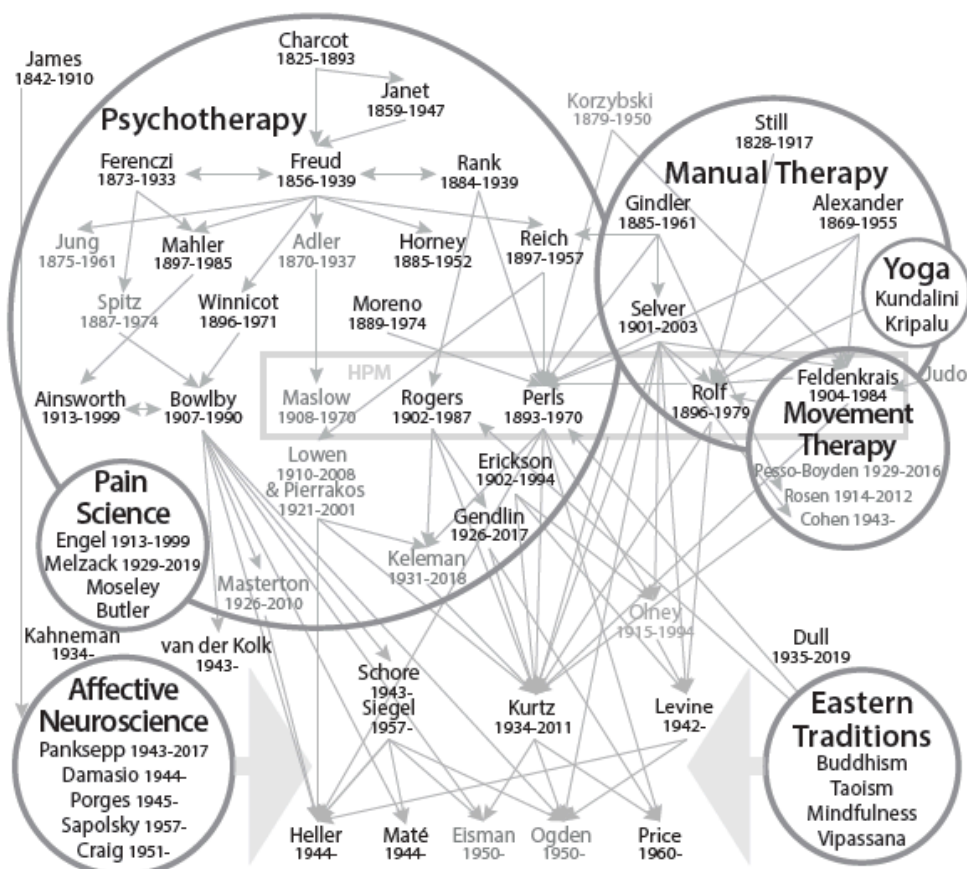 Charcot
1825-1893
James
1842-1910
Janet
1859-1947
Korzybski
1879-1950
Psychotherapy
Still
1828-1917
Ferenczi
1873-1933
Freud
1856-1939
Rank
1884-1939
Manual Therapy
Gindler
1885-1961
Alexander
1869-1955
Jung
1875-1961
Mahler
1897-1985
Adler
1870-1937
Horney
1885-1952
Reich
1897-1957
Yoga
Kundalini
Kripalu
Spitz
1887-1974
Winnicot
1896-1971
Moreno
1889-1974
Selver
1901-2003
HPM
Ainsworth
1913-1999
Bowlby
1907-1990
Maslow
1908-1970
Rogers
1902-1987
Perls
1893-1970
Rolf
1896-1979
Feldenkrais
1904-1984
Judo
Movement
Therapy
Pesso-Boyden 1929-2016
Rosen 1914-2012
Cohen 1943-
Lowen
1910-2008
& Pierrakos
1921-2001
Erickson
1902-1994
Gendlin
1926-2017
Keleman
1931-2018
Pain
Science
Engel 1913-1999
Melzack 1929-2019
Moseley
Butler
Masterton
1926-2010
Olney
1915-1994
Kahneman
1934-
van der Kolk
1943-
Dull
1935-2019
Schore
1943-
Siegel
1957-
Kurtz
1934-2011
Levine
1942-
Affective
Neuroscience
Panksepp 1943-2017
Damasio 1944-
Porges 1945-
Sapolsky 1957-
Craig 1951-
Eastern
Traditions
Buddhism
Taoism
Mindfulness
Vipassana
Heller
1944-
Maté
1944-
Eisman
1950-
Ogden
1950-
Price
1960-